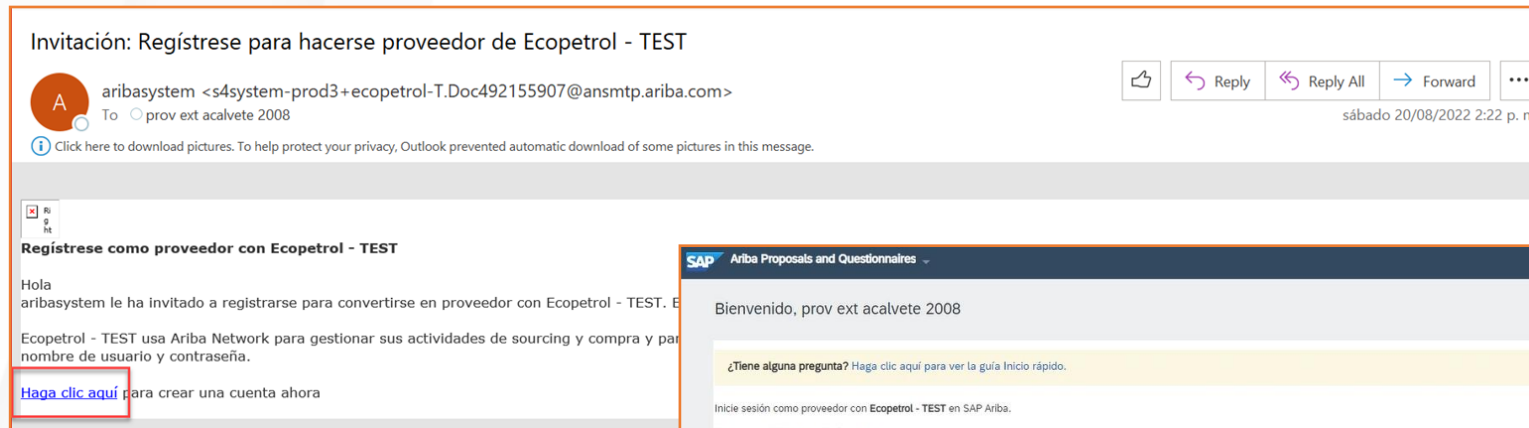 Invitación: Regístrese para hacerse proveedor de Ecopetrol - TEST
A
aribasystem <s4system-prod3+ecopetrol-T.Doc492155907@ansmtp.ariba.com>
To prov ext acalvete 2008
Reply
Reply All
Forward
sábado 20/08/2022 2:22 p. m
Click here to download pictures. To help protect your privacy, Outlook prevented automatic download of some pictures in this message.
Ri
g
ht
Regístrese como proveedor con Ecopetrol - TEST
Hola
aribasystem le ha invitado a registrarse para convertirse en proveedor con Ecopetrol - TEST. E
Ecopetrol - TEST usa Ariba Network para gestionar sus actividades de sourcing y compra y par
nombre de usuario y contraseña.
Haga clic aquí para crear una cuenta ahora
SAP Ariba Proposals and Questionnaires
Bienvenido, prov ext acalvete 2008
¿Tiene alguna pregunta? Haga clic aquí para ver la guía Inicio rápido.
Inicie sesión como proveedor con Ecopetrol - TEST en SAP Ariba.